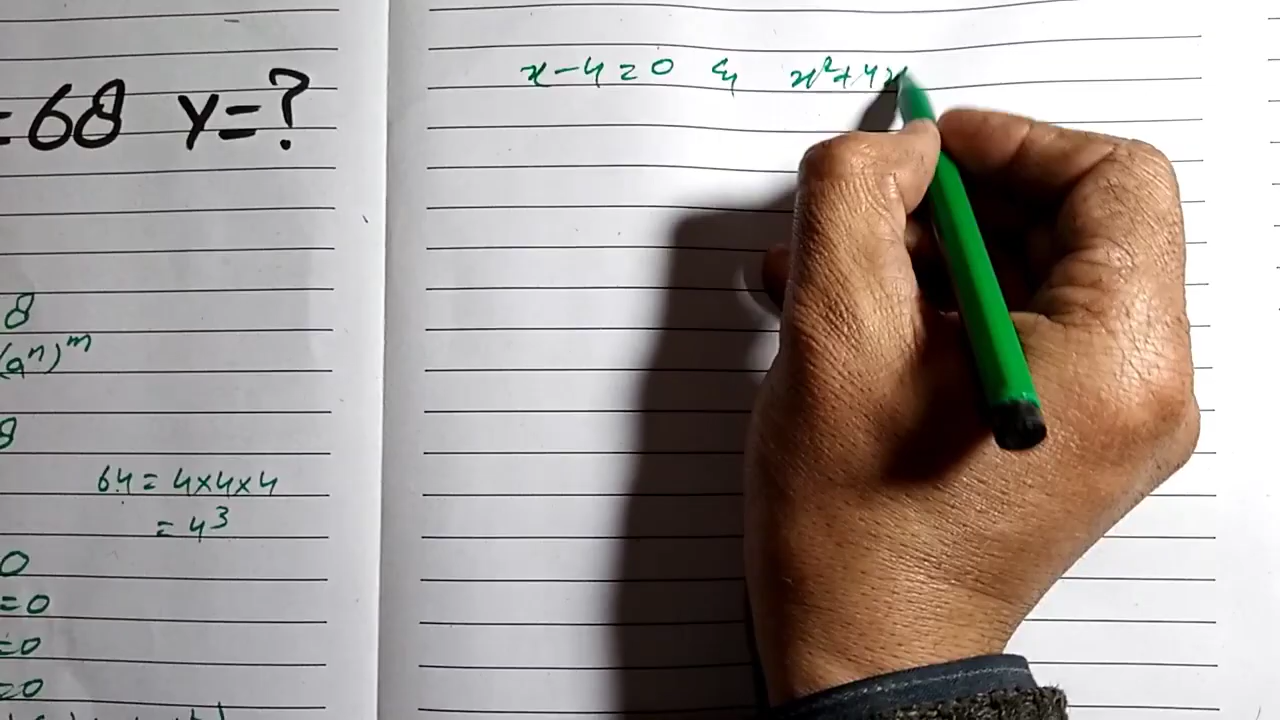 =68 y=?
8
(aⁿ)ᵐ
8
64 = 4×4×4
= 4³
0
=0
=0
=0
x-4=0 & x²+4x